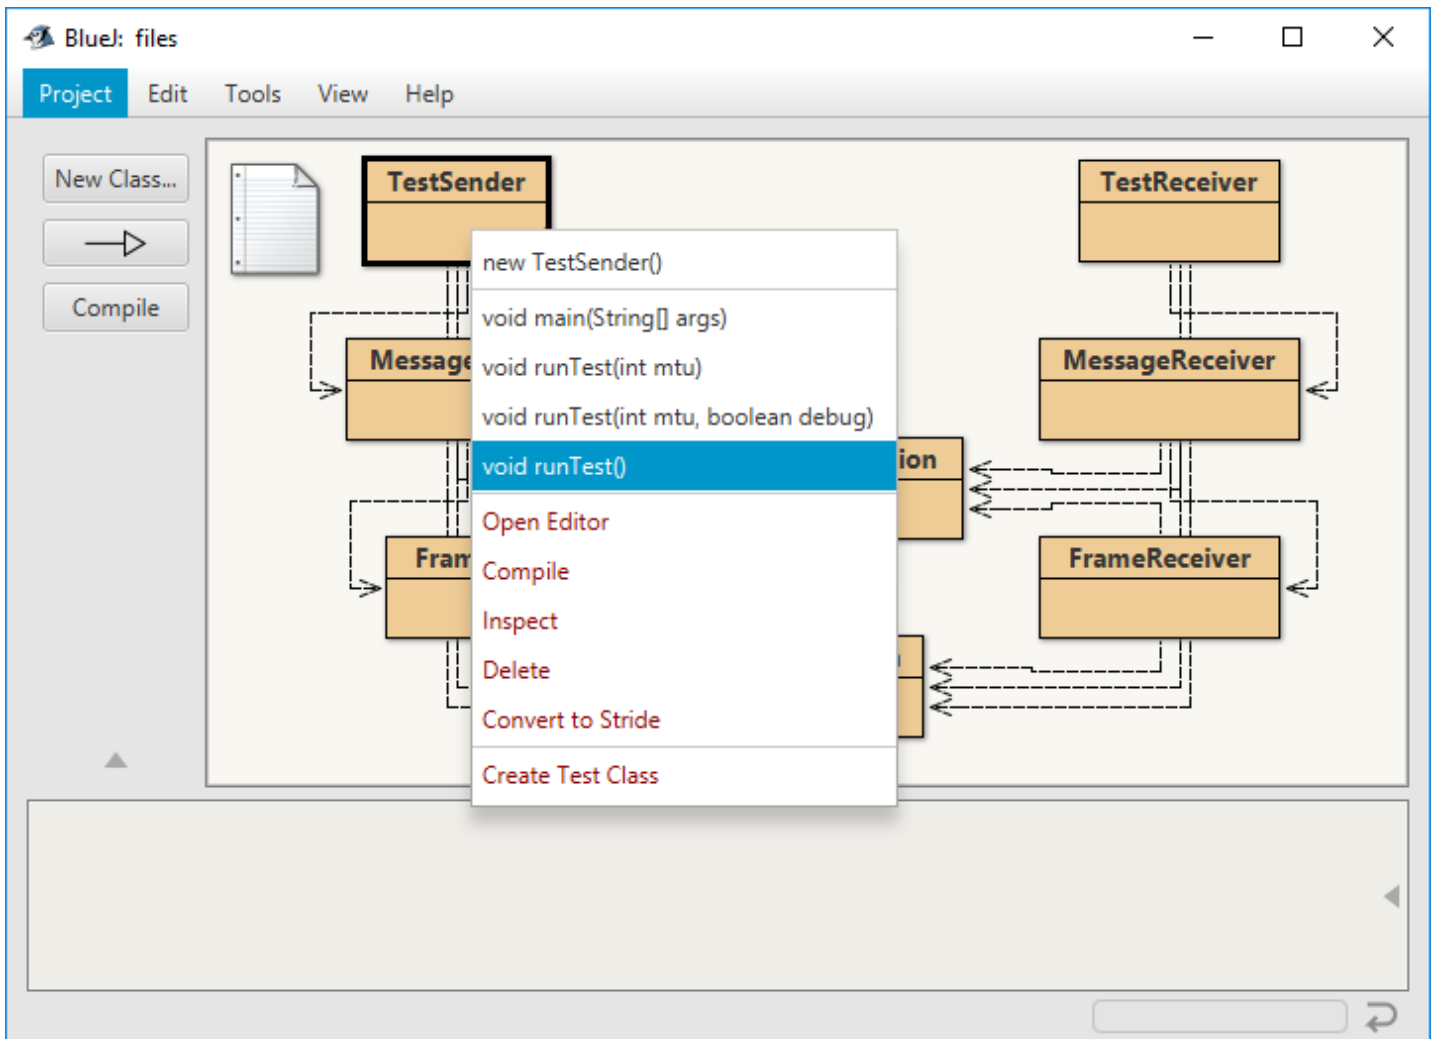 BlueJ: files
Project Edit Tools View Help
New Class...
Compile
TestSender
TestReceiver
new TestSender()
void main(String[] args)
void runTest(int mtu)
void runTest(int mtu, boolean debug)
void runTest()
Open Editor
Compile
Inspect
Delete
Convert to Stride
Create Test Class
Message
MessageReceiver
ion
Fram
FrameReceiver